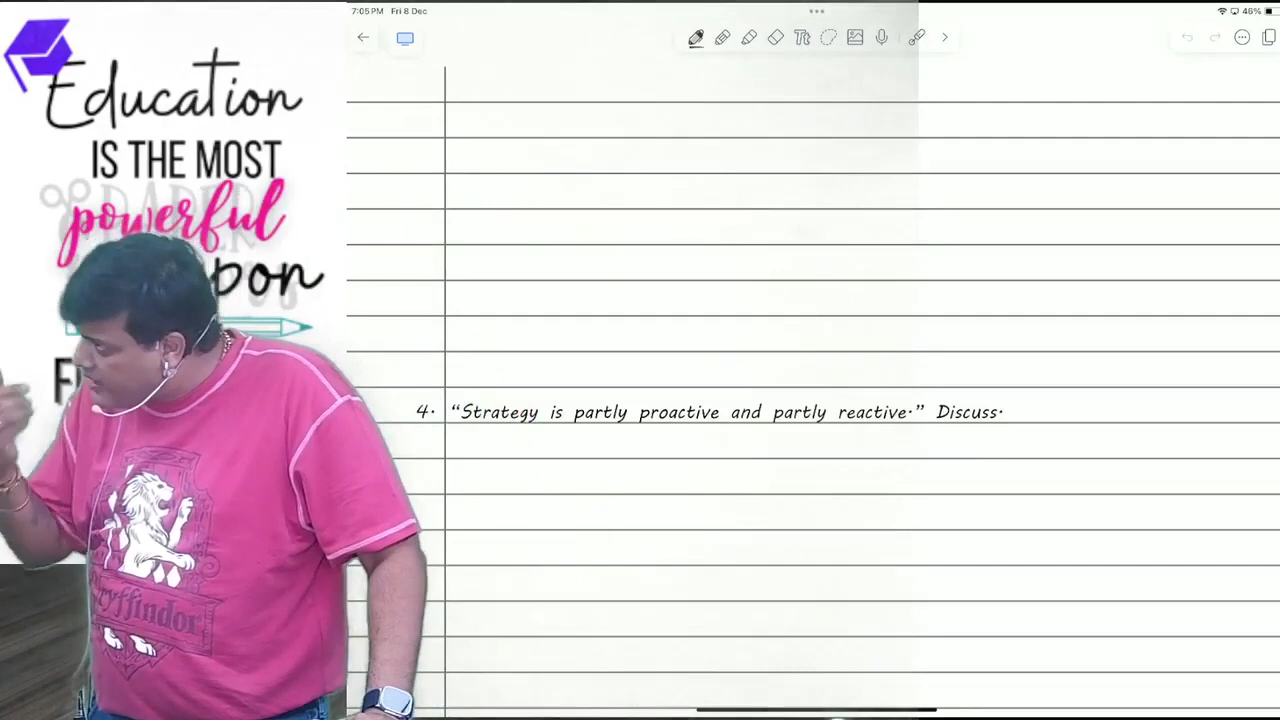 7:05 PM Fri 8 Dec
46%
Education
IS THE MOST
powerful
4. “Strategy is partly proactive and partly reactive.” Discuss.
Gryffindor